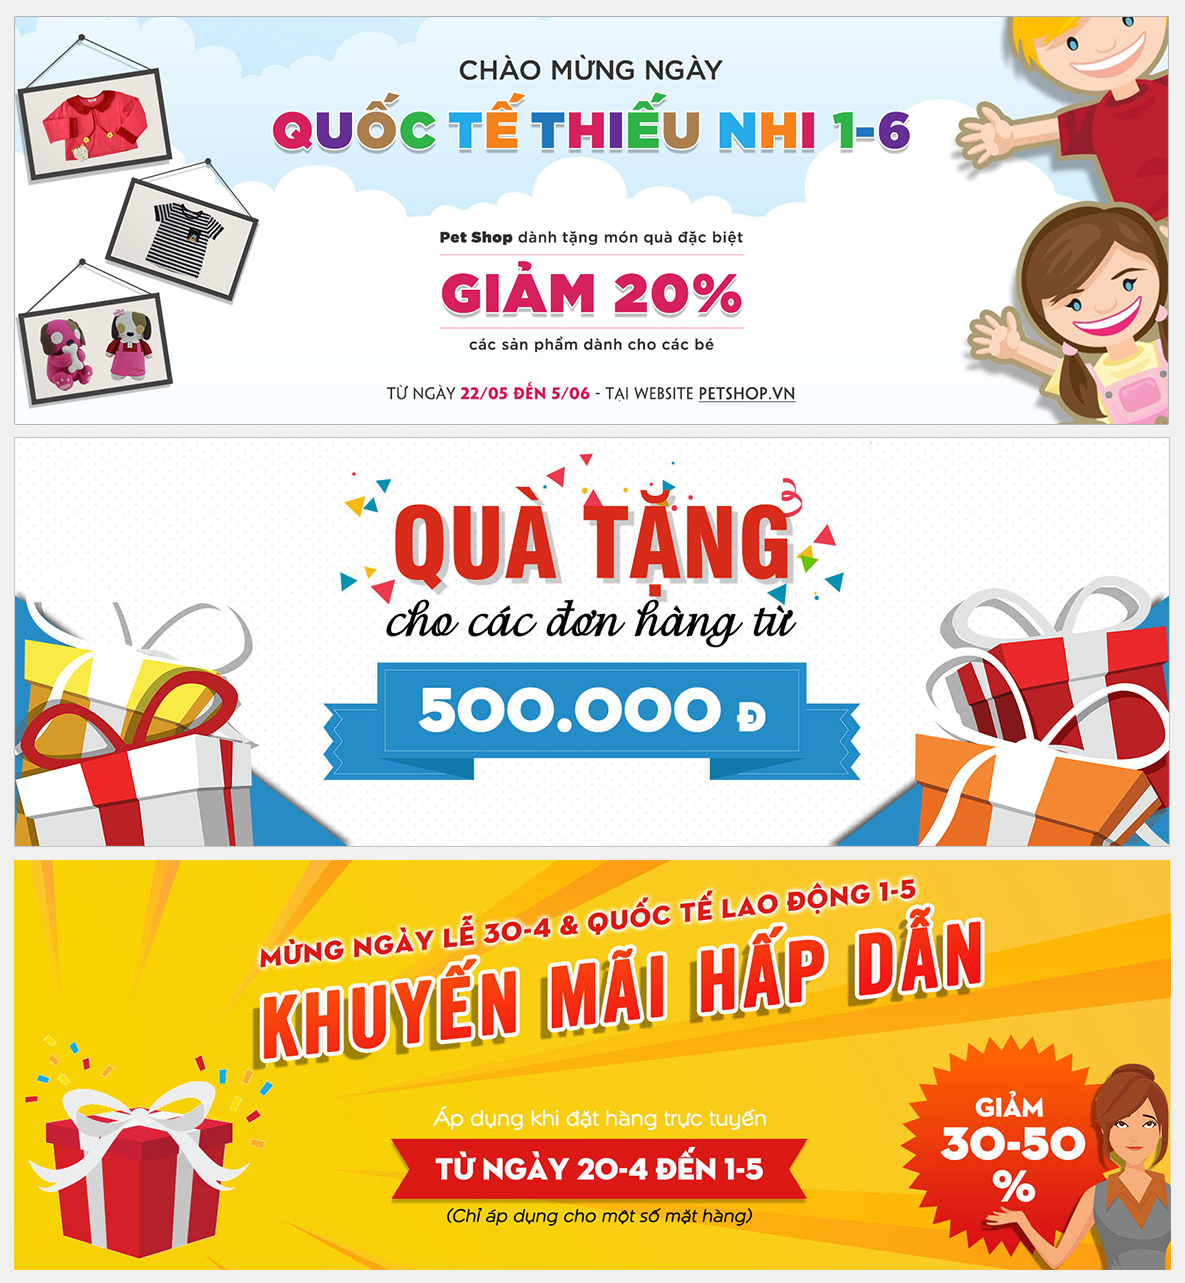 CHÀO MỪNG NGÀY
QUỐC TẾ THIẾU NHI 1-6
Pet Shop dành tặng món quà đặc biệt
GIẢM 20%
các sản phẩm dành cho các bé
TỪ NGÀY 22/05 ĐẾN 5/06 - TẠI WEBSITE PETSHOP.VN
QUÀ TẶNG
cho các đơn hàng từ
500.000 Đ
MỪNG NGÀY LỄ 30-4 & QUỐC TẾ LAO ĐỘNG 1-5
KHUYẾN MÃI HẤP DẪN
Áp dụng khi đặt hàng trực tuyến
TỪ NGÀY 20-4 ĐẾN 1-5
(Chỉ áp dụng cho một số mặt hàng)
GIẢM
30-50
%